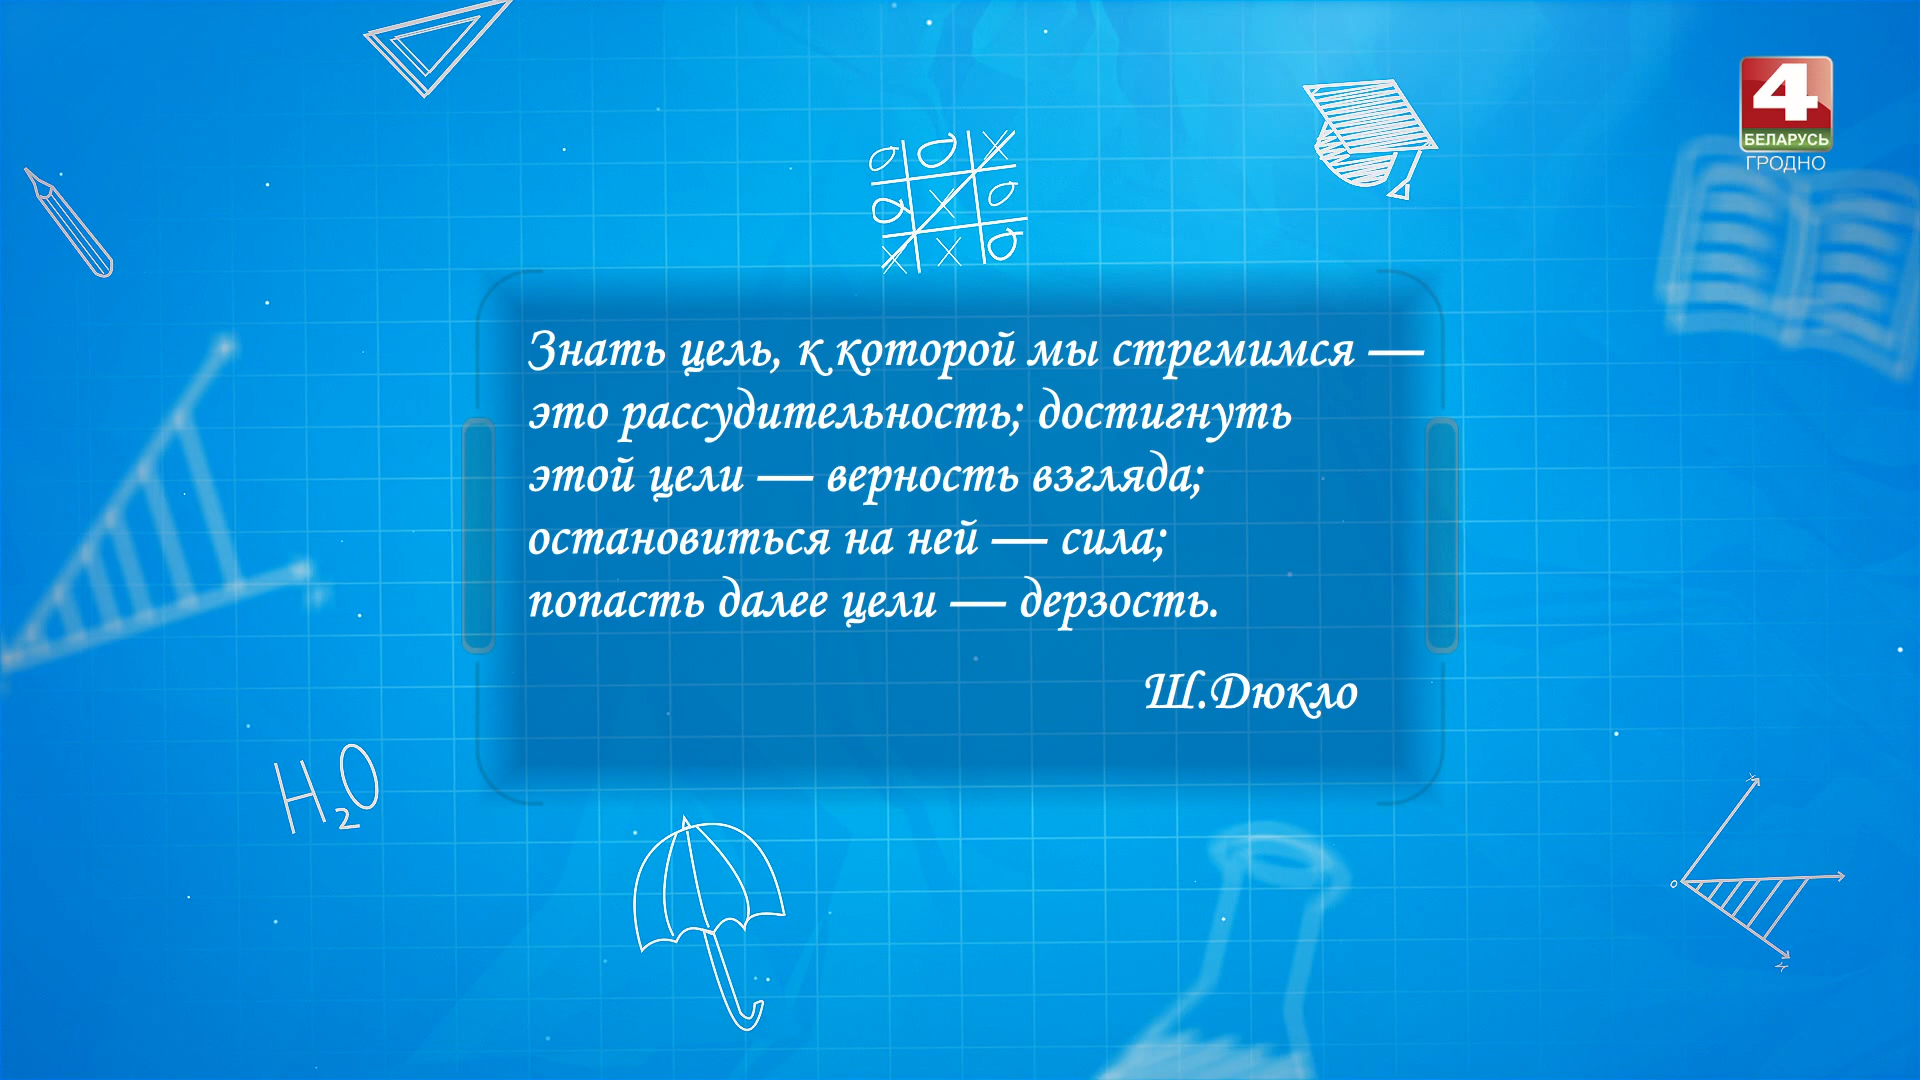 4
БЕЛАРУСЬ
ГРОДНО
Знать цель, к которой мы стремимся —
это рассудительность; достигнуть
этой цели — верность взгляда;
остановиться на ней — сила;
попасть далее цели — дерзость.
Ш.Дюкло
H₂O